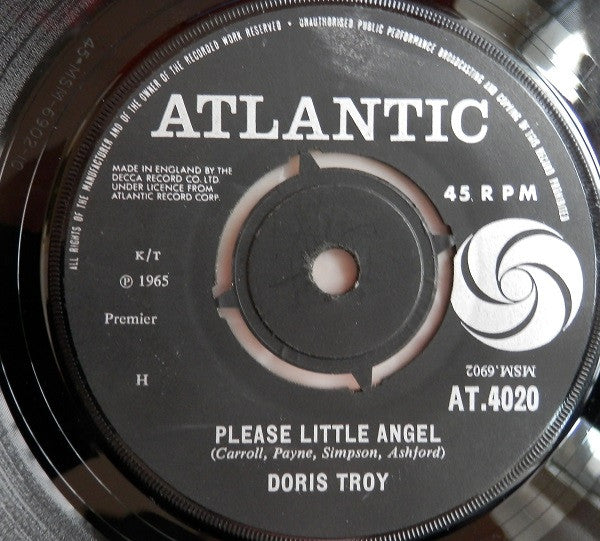 ALL RIGHTS OF THE MANUFACTURER AND OF THE OWNER OF THE RECORDED WORK RESERVED • UNAUTHORISED PUBLIC PERFORMANCE BROADCASTING AND COPYING OF THIS RECORD PROHIBITED
ATLANTIC
MADE IN ENGLAND BY THE
DECCA RECORD CO. LTD
UNDER LICENCE FROM
ATLANTIC RECORD CORP.
45. R P M
K/T
℗ 1965
Premier
H
MSM.6902
AT.4020
PLEASE LITTLE ANGEL
(Carroll, Payne, Simpson, Ashford)
DORIS TROY